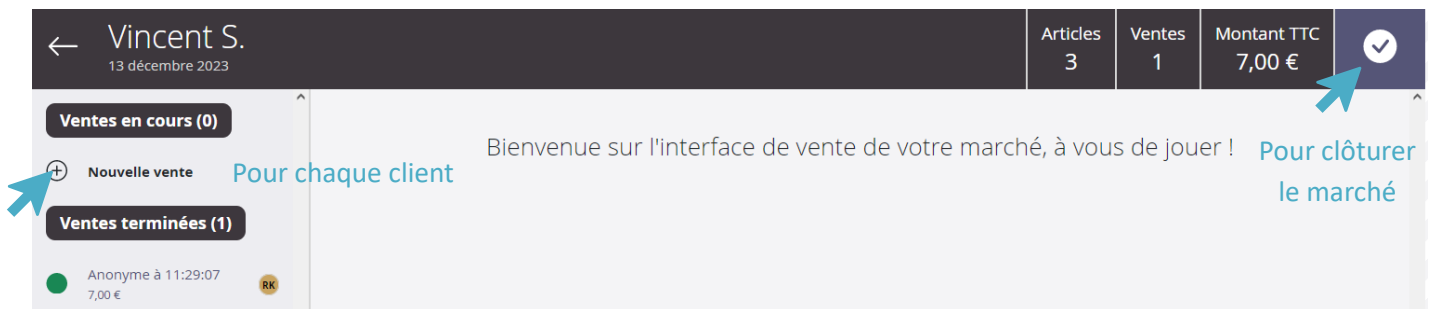 Vincent S.
13 décembre 2023
Articles
3
Ventes
1
Montant TTC
7,00 €
Ventes en cours (0)
Nouvelle vente
Pour chaque client
Ventes terminées (1)
Anonyme à 11:29:07
7,00 €
RK
Bienvenue sur l'interface de vente de votre marché, à vous de jouer !
Pour clôturer
le marché